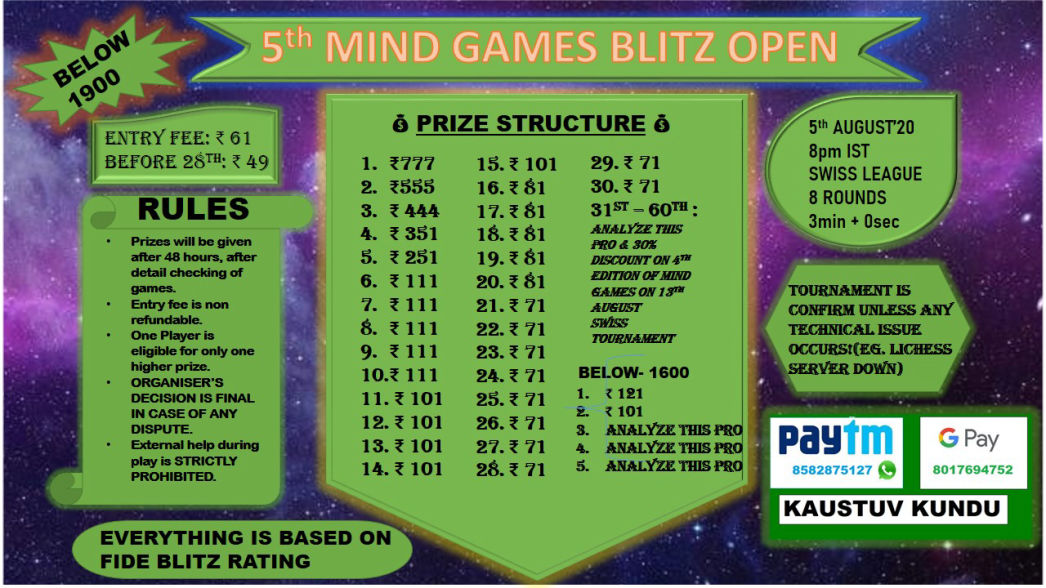 BELOW
1900
5th MIND GAMES BLITZ OPEN
ENTRY FEE: ₹ 61
BEFORE 28TH: ₹ 49
RULES
• Prizes will be given
after 48 hours, after
detail checking of
games.
• Entry fee is non
refundable.
• One Player is
eligible for only one
higher prize.
• ORGANISER'S
DECISION IS FINAL
IN CASE OF ANY
DISPUTE.
• External help during
play is STRICTLY
PROHIBITED.
EVERYTHING IS BASED ON
FIDE BLITZ RATING
PRIZE STRUCTURE
1. ₹777
2. ₹555
3. ₹ 444
4. ₹ 351
5. ₹ 251
6. ₹ 111
7. ₹ 111
8. ₹ 111
9. ₹ 111
10.₹ 111
11. ₹ 101
12. ₹ 101
13. ₹ 101
14. ₹ 101
15. ₹ 101
16. ₹ 81
17. ₹ 81
18. ₹ 81
19. ₹ 81
20. ₹ 81
21. ₹ 71
22. ₹ 71
23. ₹ 71
24. ₹ 71
25. ₹ 71
26. ₹ 71
27. ₹ 71
28. ₹ 71
29. ₹ 71
30. ₹ 71
31ST – 60TH :
ANALYZE THIS
PRO & 30%
DISCOUNT ON 4TH
EDITION OF MIND
GAMES ON 13TH
AUGUST
SWISS
TOURNAMENT
BELOW- 1600
1. ₹ 121
2. ₹ 101
3. ANALYZE THIS PRO
4. ANALYZE THIS PRO
5. ANALYZE THIS PRO
5th AUGUST'20
8pm IST
SWISS LEAGUE
8 ROUNDS
3min + 0sec
TOURNAMENT IS
CONFIRM UNLESS ANY
TECHNICAL ISSUE
OCCURS!(EG. LICHESS
SERVER DOWN)
paytm
8582875127
G Pay
8017694752
KAUSTUV KUNDU